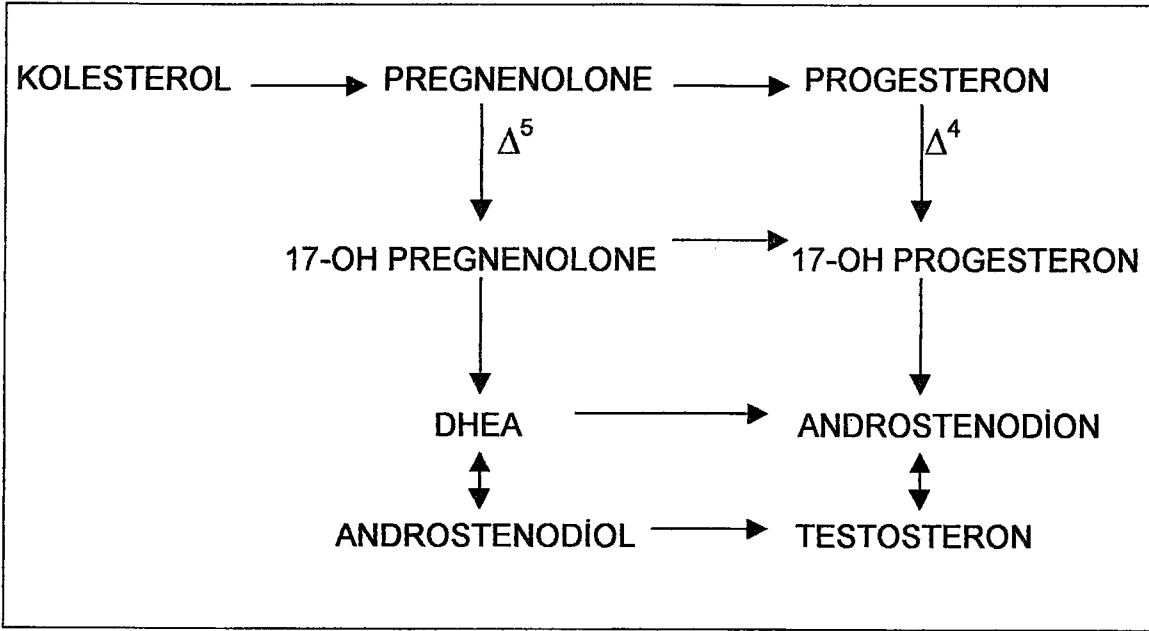 KOLESTEROL PREGNENOLONE PROGESTERON
Δ⁵ Δ⁴
17-OH PREGNENOLONE 17-OH PROGESTERON
DHEA ANDROSTENODİON
ANDROSTENODİOL TESTOSTERON